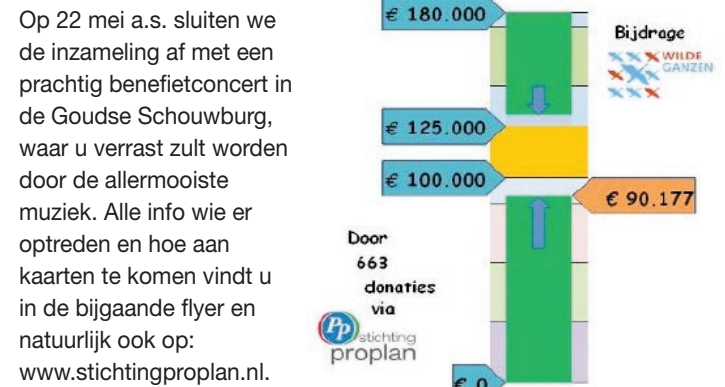 Op 22 mei a.s. sluiten we
de inzameling af met een
prachtig benefietconcert in
de Goudse Schouwburg,
waar u verrast zult worden
door de allermooiste
muziek. Alle info wie er
optreden en hoe aan
kaarten te komen vindt u
in de bijgaande flyer en
natuurlijk ook op:
www.stichtingproplan.nl.
€ 180.000
Bijdrage
WILDE
GANZEN
€ 125.000
€ 100.000
€ 90.177
Door
663
donaties
via
PP
stichting
proplan
€ 0